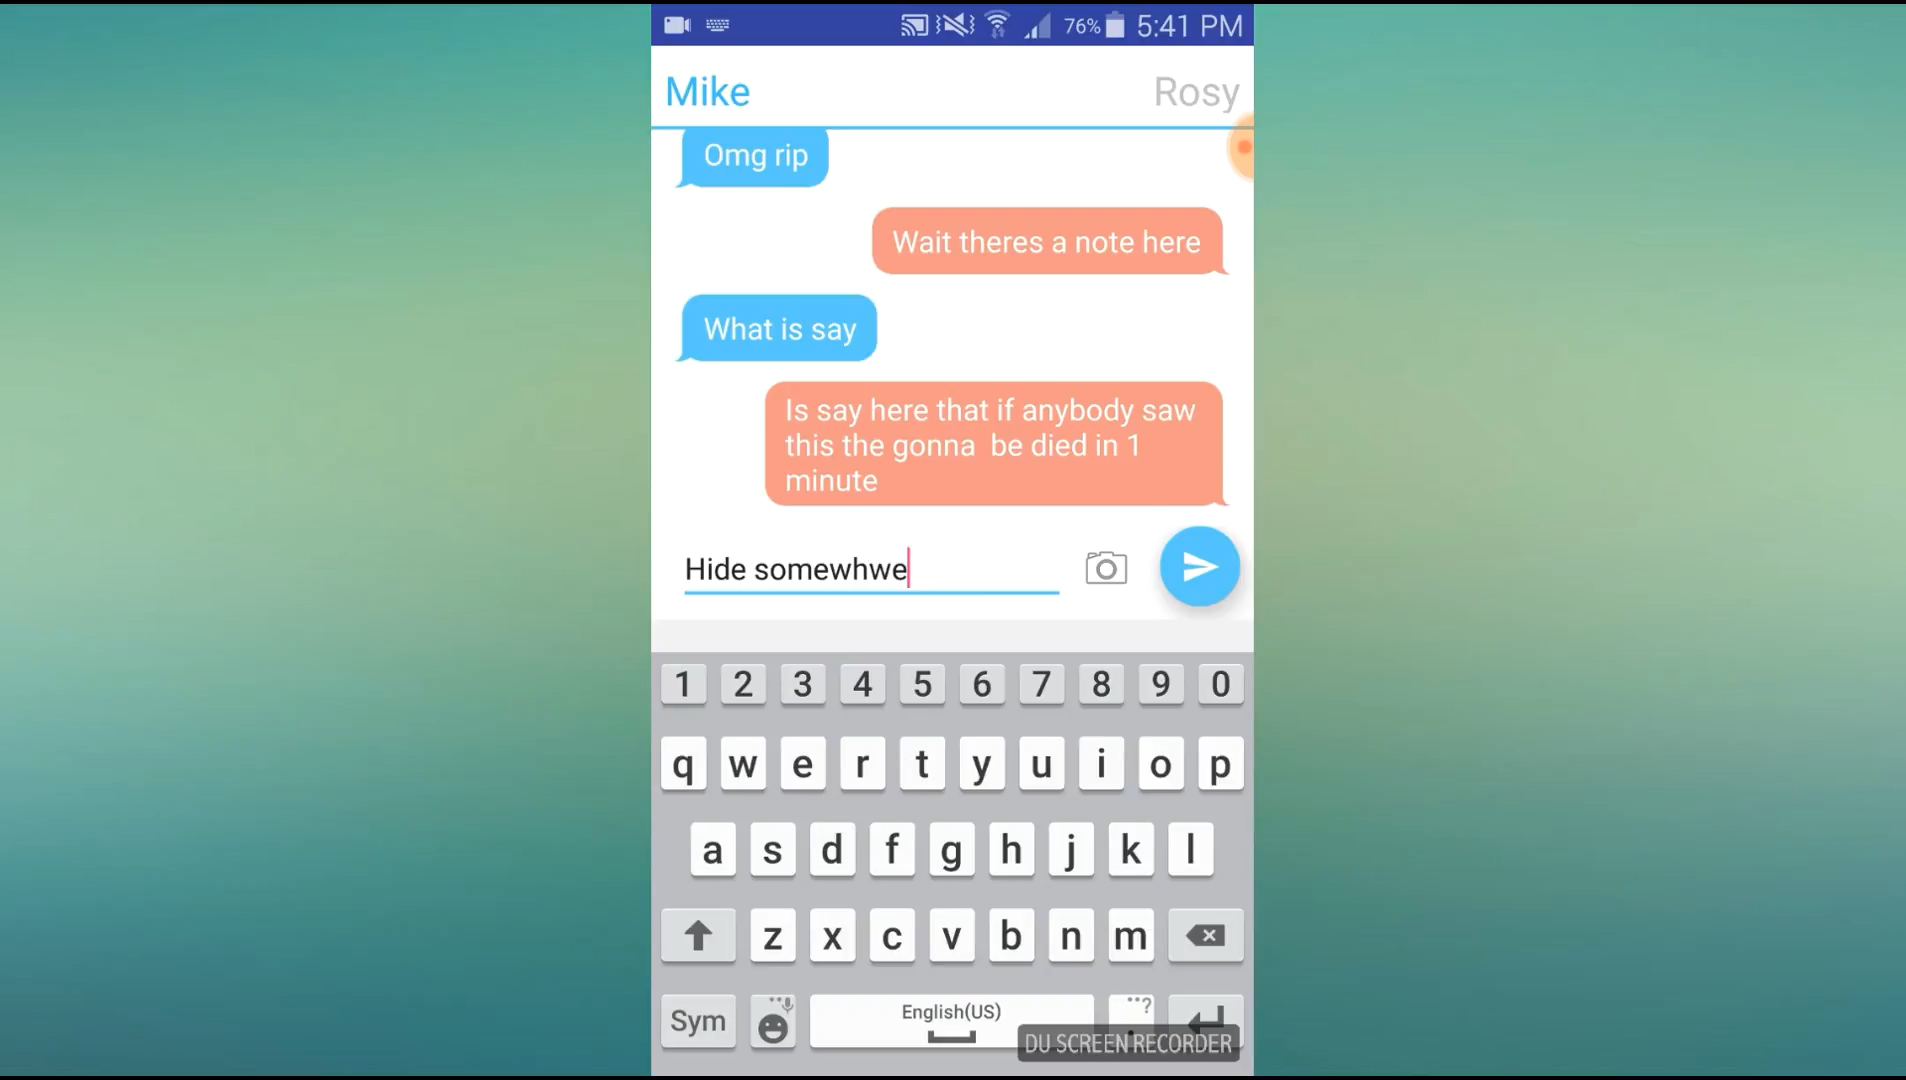 76% 5:41 PM
Mike Rosy
Omg rip
Wait theres a note here
What is say
Is say here that if anybody saw
this the gonna  be died in 1
minute
Hide somewhwe
1 2 3 4 5 6 7 8 9 0
q w e r t y u i o p
a s d f g h j k l
z x c v b n m
Sym English(US) ?
DU SCREEN RECORDER